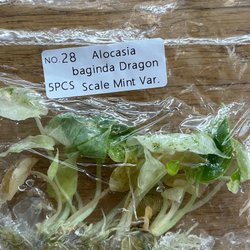 NO.28 Alocasia
baginda Dragon
5PCS Scale Mint Var.